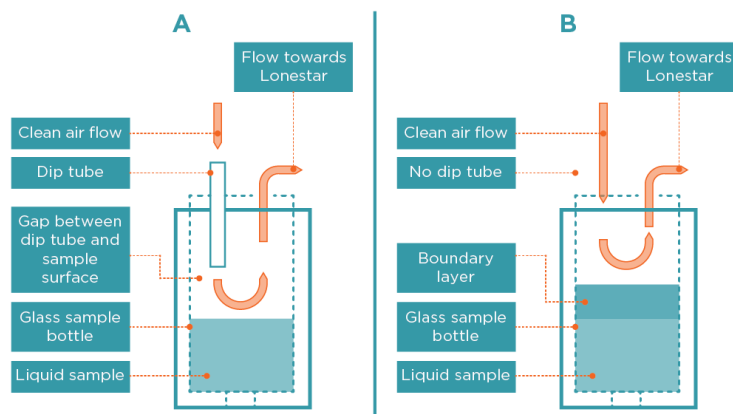 A
Flow towards
Lonestar
Clean air flow
Dip tube
Gap between
dip tube and
sample
surface
Glass sample
bottle
Liquid sample
B
Flow towards
Lonestar
Clean air flow
No dip tube
Boundary
layer
Glass sample
bottle
Liquid sample